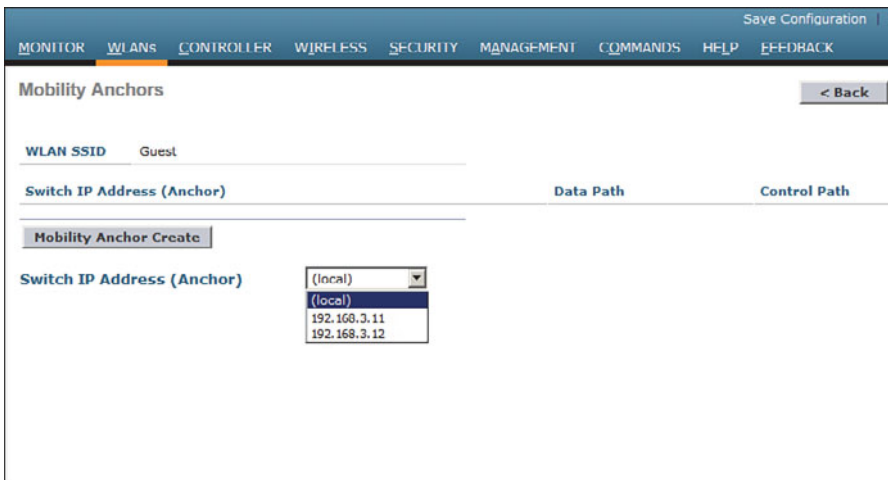 Save Configuration
MONITOR WLANs CONTROLLER WIRELESS SECURITY MANAGEMENT COMMANDS HELP FEEDBACK
Mobility Anchors
< Back
WLAN SSID Guest
Switch IP Address (Anchor) Data Path Control Path
Mobility Anchor Create
Switch IP Address (Anchor) (local)
(local)
192.168.3.11
192.168.3.12